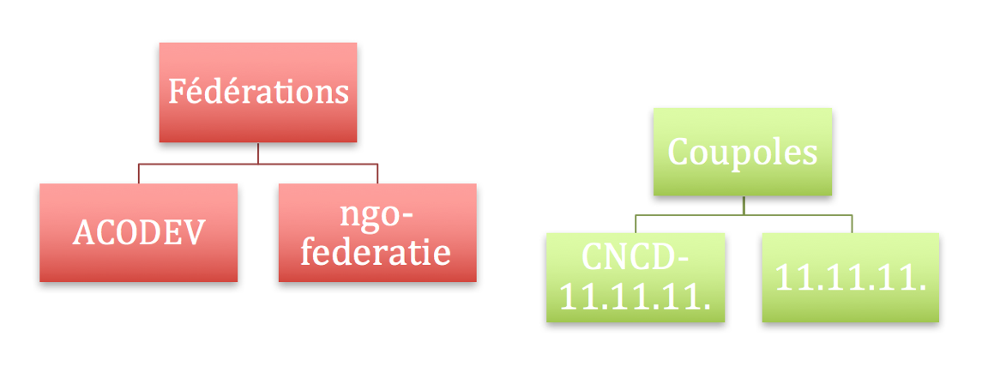 Fédérations
ACODEV
ngo-
federatie
Coupoles
CNCD-
11.11.11.
11.11.11.